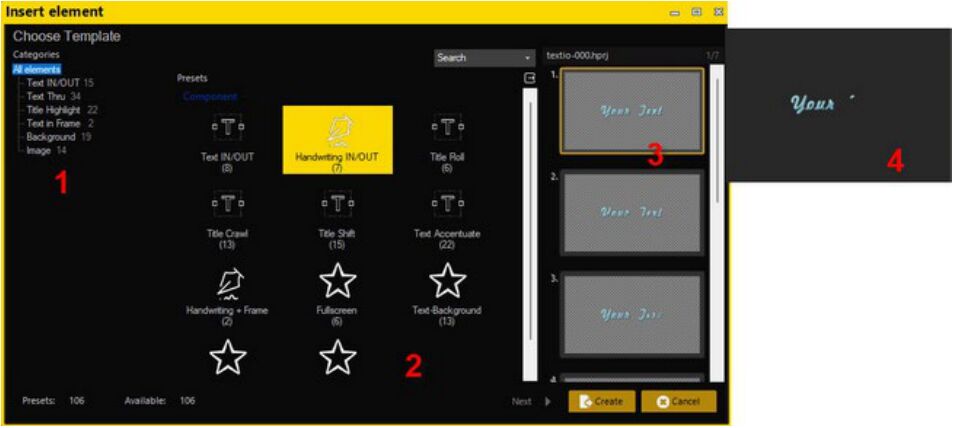 Insert element
Choose Template
Categories
All elements
Text IN/OUT 15
Text Thru 34
Title Highlight 22
Text in Frame 2
Background 19
Image 14
1
Search
Presets
Component
Text IN/OUT
(8)
Handwriting IN/OUT
(7)
Title Roll
(6)
Title Crawl
(13)
Title Shift
(15)
Text Accentuate
(22)
Handwriting + Frame
(2)
Fullscreen
(6)
Text-Background
(13)
2
textio-000.hprj 1/7
1.
Your Text
3
2.
Your Text
3.
Your Text
4.
Your
4
Presets: 106 Available: 106
Next
Create
Cancel